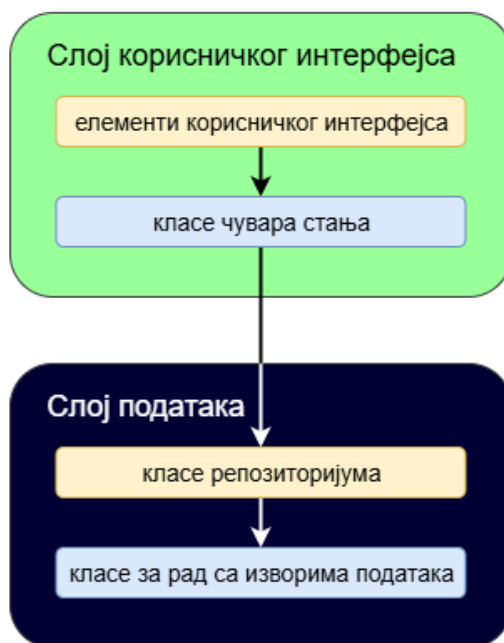 Слој корисничког интерфејса
елементи корисничког интерфејса
класе чувара стања
Слој података
класе репозиторијума
класе за рад са изворима података